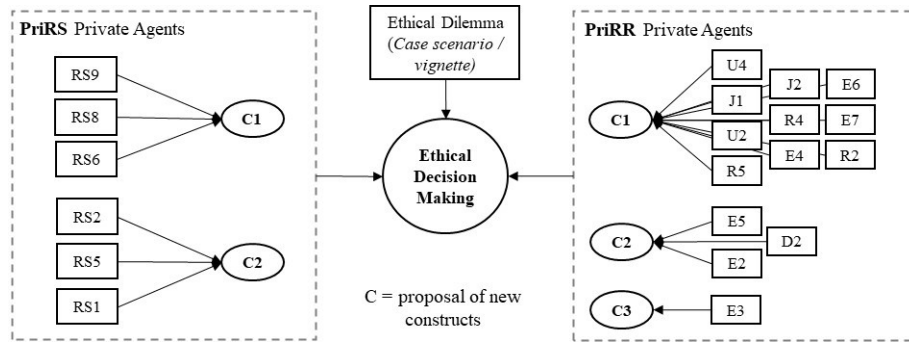 PriRS Private Agents
RS9
RS8
RS6
C1
RS2
RS5
RS1
C2
Ethical Dilemma
(Case scenario /
vignette)
Ethical
Decision
Making
C = proposal of new
constructs
PriRR Private Agents
C1
U4
J1
U2
R5
J2
R4
E4
E6
E7
R2
C2
E5
E2
D2
C3
E3